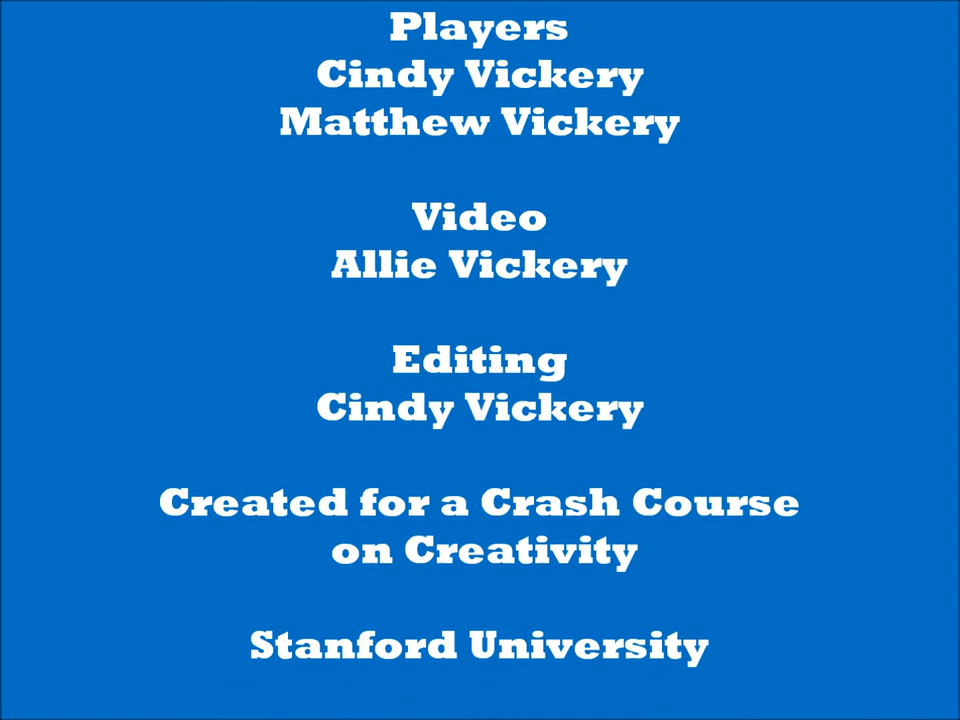 Players
Cindy Vickery
Matthew Vickery
Video
Allie Vickery
Editing
Cindy Vickery
Created for a Crash Course
on Creativity
Stanford University